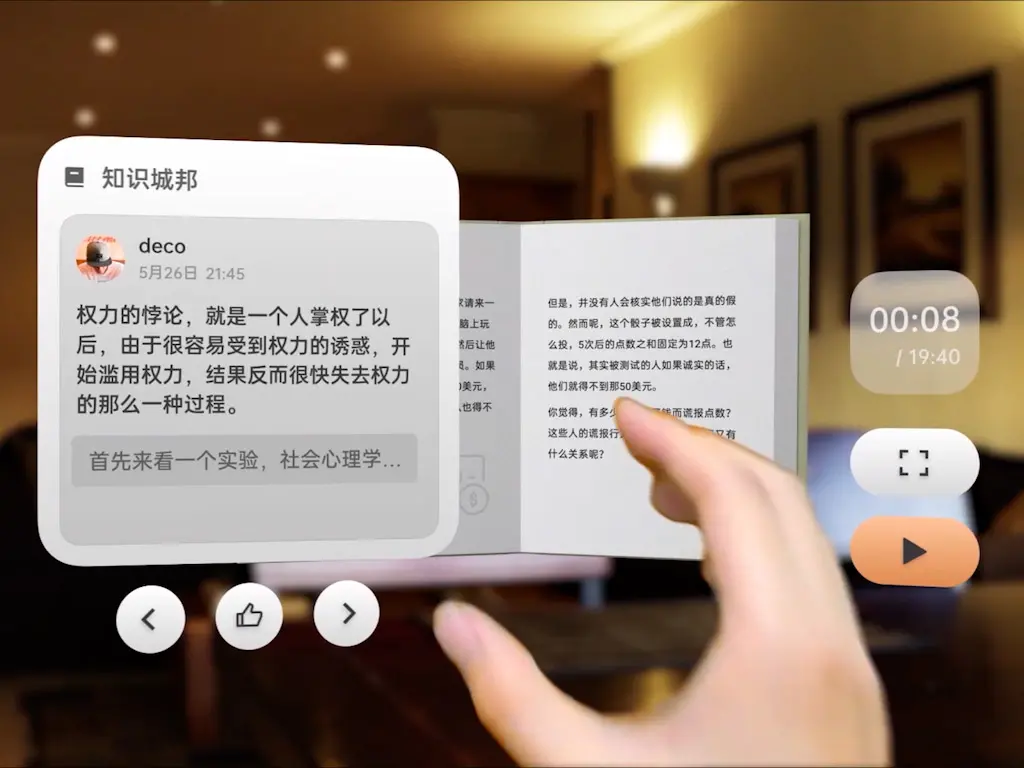 知识城邦
deco
5月26日 21:45
权力的悖论，就是一个人掌权了以
后，由于很容易受到权力的诱惑，开
始滥用权力，结果反而很快失去权力
的那么一种过程。
首先来看一个实验，社会心理学...
请来一
脑上玩
然后让他
员。如果
美元，
也得不
但是，并没有人会核实他们说的是真的假
的。然而呢，这个骰子被设置成，不管怎
么投，5次后的点数之和固定为12点。也
就是说，其实被测试的人如果诚实的话，
他们就得不到那50美元。
你觉得，有多少 而谎报点数？
这些人的谎报行 又有
什么关系呢？
00:08
/ 19:40